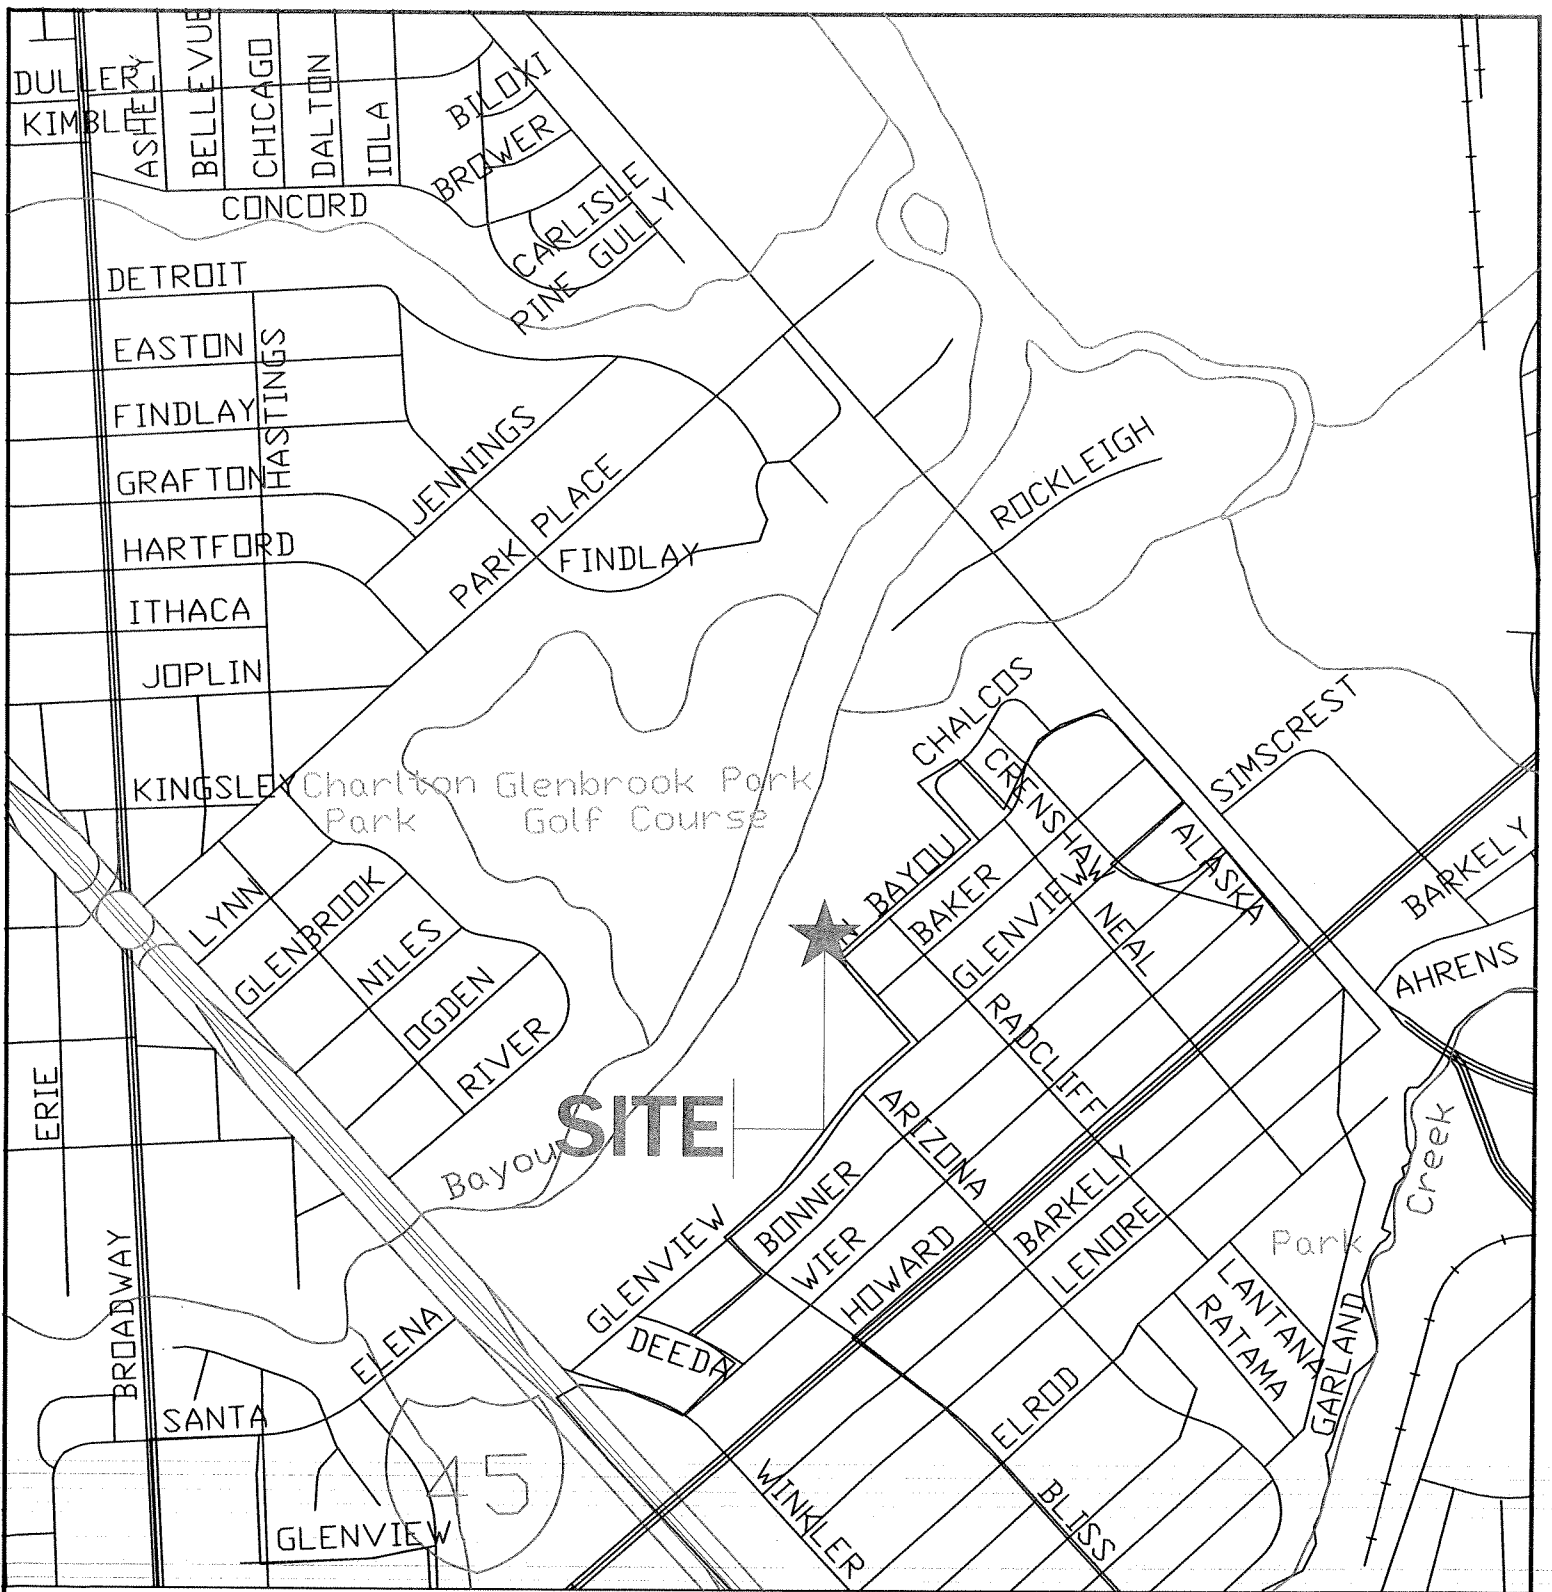 DULLER
KIMBLE
ASHELY
BELLEVUE
CHICAGO
DALTON
IOLA
BILOXI
BROWER
CARLISLE
PINE GULLY
CONCORD
DETROIT
EASTON
HASTINGS
FINDLAY
GRAFTON
JENNINGS
PARK PLACE
ROCKLEIGH
HARTFORD
FINDLAY
ITHACA
JOPLIN
CHALCOS
SIMSCREST
KINGSLEY
Charlton
Park
Glenbrook Park
Golf Course
CRENSHAW
ALASKA
BARKELY
N BAYOU
BAKER
GLENVIEW
NEAL
LYNN
GLENBROOK
NILES
OGDEN
RIVER
RADCLIFF
AHRENS
ERIE
SITE
Bayou
ARIZONA
Creek
BONNER
WIER
HOWARD
BARKELY
LENORE
Park
GLENVIEW
DEEDA
LANTANA
RATAMA
GARLAND
BROADWAY
ELENA
SANTA
45
ELROD
WINKLER
BLISS
GLENVIEW